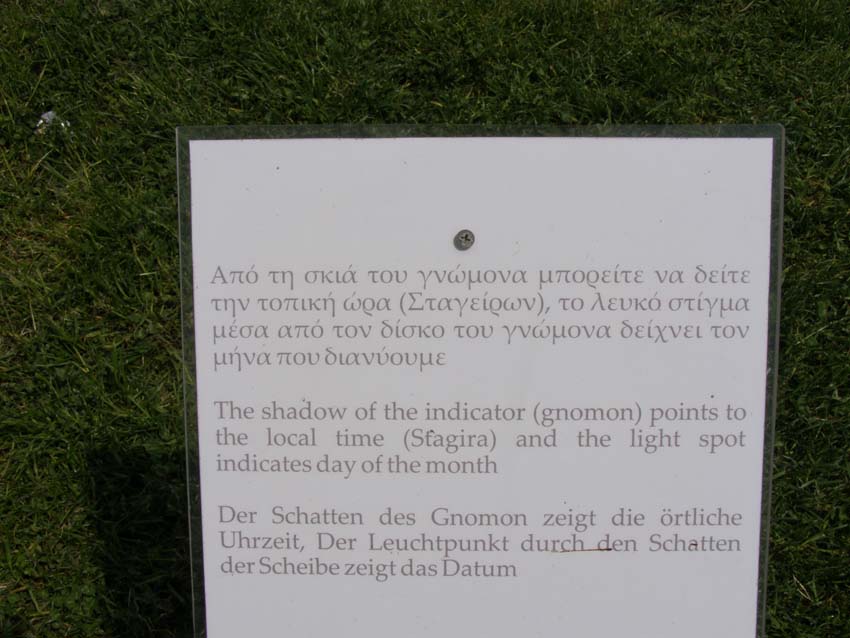 Από τη σκιά του γνώμονα μπορείτε να δείτε
την τοπική ώρα (Σταγείρων), το λευκό στίγμα
μέσα από τον δίσκο του γνώμονα δείχνει τον
μήνα που διανύουμε
The shadow of the indicator (gnomon) points to
the local time (Stagira) and the light spot
indicates day of the month
Der Schatten des Gnomon zeigt die örtliche
Uhrzeit, Der Leuchtpunkt durch den Schatten
der Scheibe zeigt das Datum